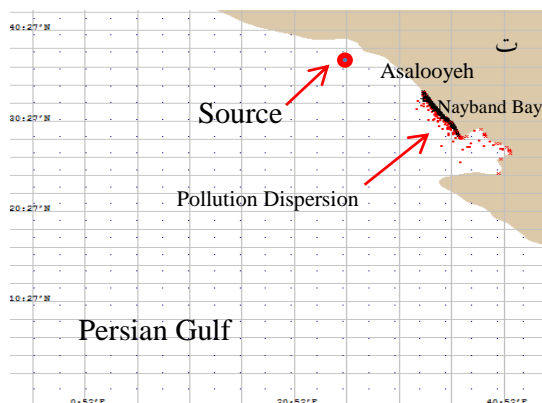 40:27'N
ت
Asalooyeh
Source
Nayband Bay
30:27'N
Pollution Dispersion
20:27'N
10:27'N
Persian Gulf